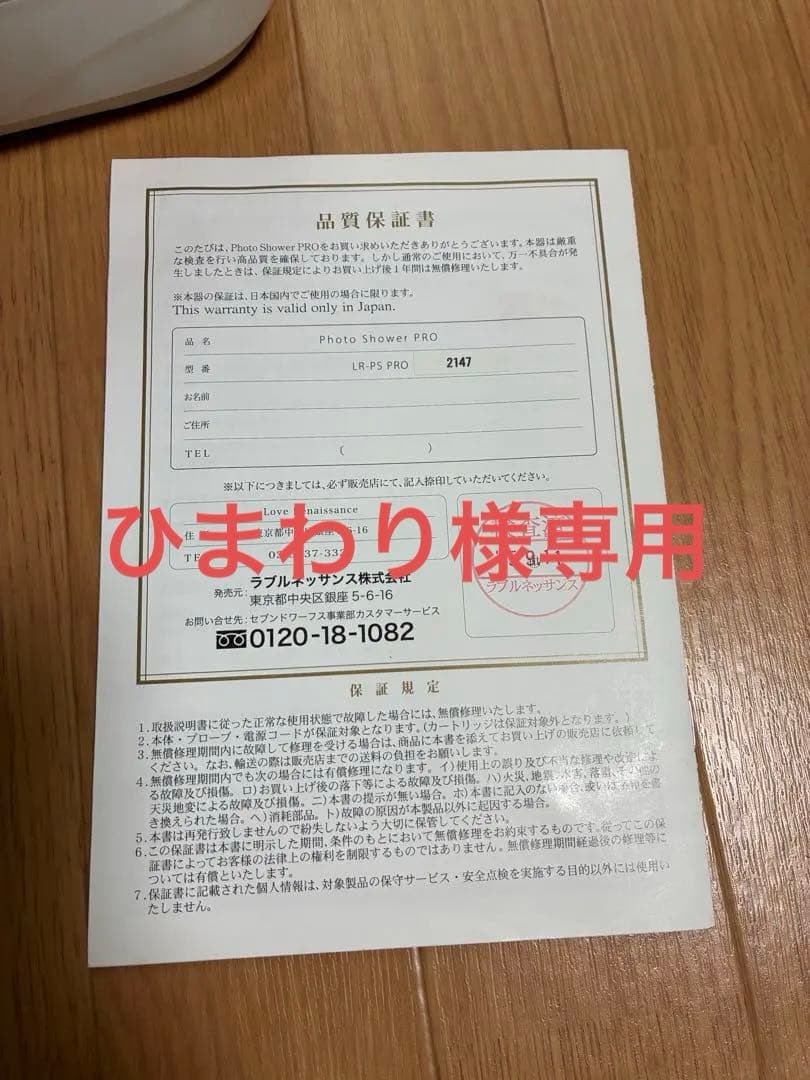 品質保証書
このたびは、Photo Shower PROをお買い求めいただきありがとうございます。本器は厳重
な検査を行い高品質を確保しております。しかし通常のご使用において、万一不具合が発
生しましたときは、保証規定によりお買い上げ後1年間は無償修理いたします。
※本器の保証は、日本国内でご使用の場合に限ります。
This warranty is valid only in Japan.
品 名 Photo Shower PRO
型 番 LR-PS PRO 2147
お名前
ご住所
TEL ( )
※以下につきましては、必ず販売店にて、記入捺印していただいてください。
Love Renaissance
住 東京都中 銀座 5-6-16
ひまわり様専用
ラブルネッサンス
発売元: ラブルネッサンス株式会社
東京都中央区銀座 5-6-16
お問い合せ先: セブンドワーフス事業部カスタマーサービス
0120-18-1082
保 証 規 定
1. 取扱説明書に従った正常な使用状態で故障した場合には、無償修理いたします。
2. 本体・プローブ・電源コードが保証対象となります。(カートリッジは保証対象外となります。)
3. 無償修理期間内に故障して修理を受ける場合は、商品に本書を添えてお買い上げの販売店に依頼して
ください。なお、輸送の際は販売店までの送料の負担をお願いします。
4. 無償修理期間内でも次の場合には有償修理になります。イ)使用上の誤り及び不当な修理や改造によ
る故障及び損傷。ロ)お買い上げ後の落下等による故障及び損傷。ハ)火災、地震、水害、落雷、その他の
天災地変による故障及び損傷。ニ)本書の提示が無い場合。ホ)本書に記入のない場合、或いは字句を書
き換えられた場合。ヘ)消耗部品。ト)故障の原因が本製品以外に起因する場合。
5. 本書は再発行致しませんので紛失しないよう大切に保管してください。
6. この保証書は本書に明示した期間、条件のもとにおいて無償修理をお約束するものです。従ってこの保
証書によってお客様の法律上の権利を制限するものではありません。無償修理期間経過後の修理等に
ついては有償といたします。
7. 保証書に記載された個人情報は、対象製品の保守サービス・安全点検を実施する目的以外には使用い
たしません。